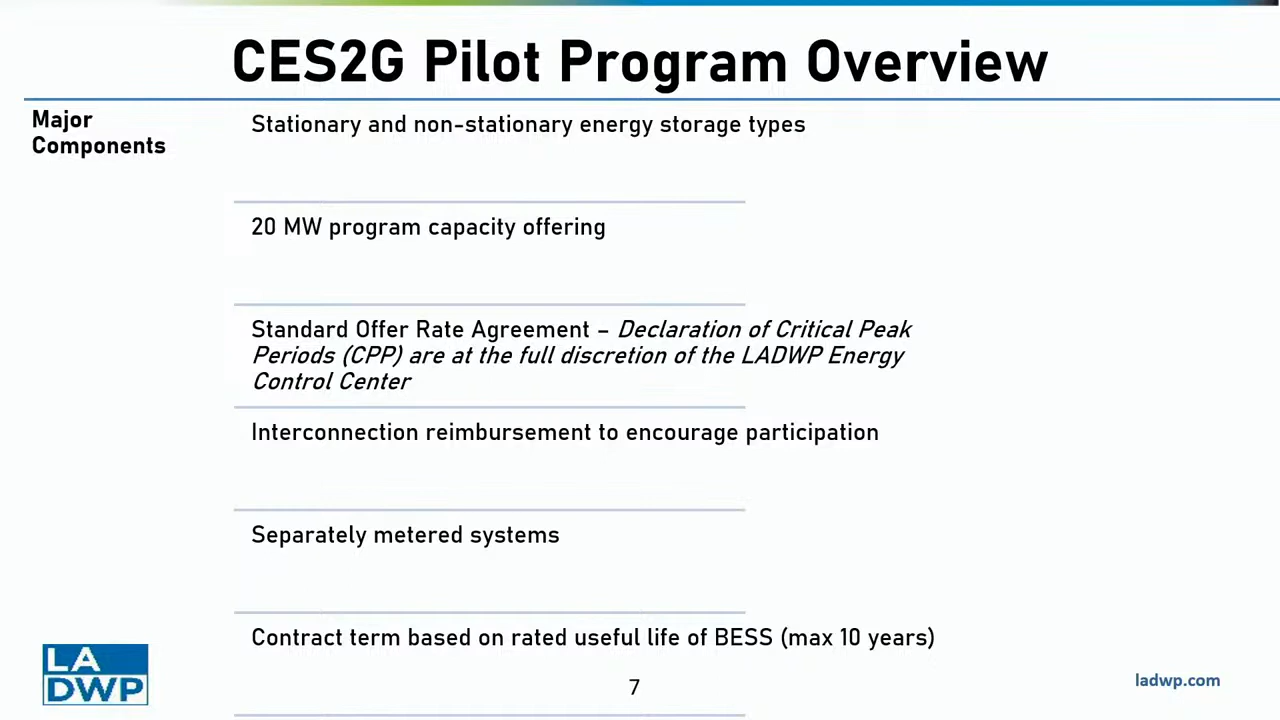 CES2G Pilot Program Overview
Major
Components
Stationary and non-stationary energy storage types
20 MW program capacity offering
Standard Offer Rate Agreement – Declaration of Critical Peak
Periods (CPP) are at the full discretion of the LADWP Energy
Control Center
Interconnection reimbursement to encourage participation
Separately metered systems
Contract term based on rated useful life of BESS (max 10 years)
LA
DWP
7
ladwp.com